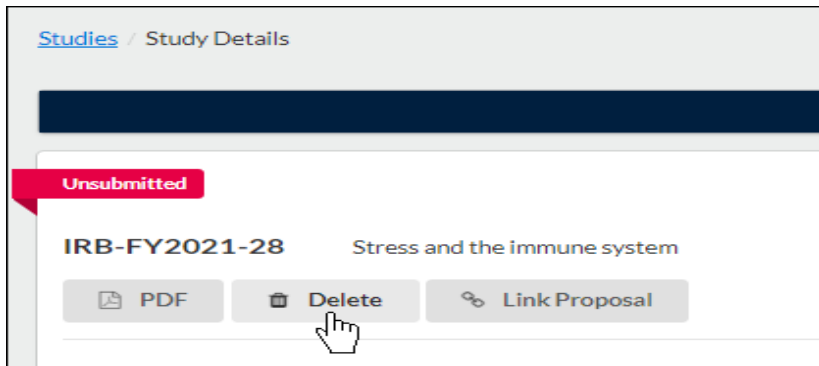 Studies / Study Details
Unsubmitted
IRB-FY2021-28 Stress and the immune system
PDF Delete Link Proposal